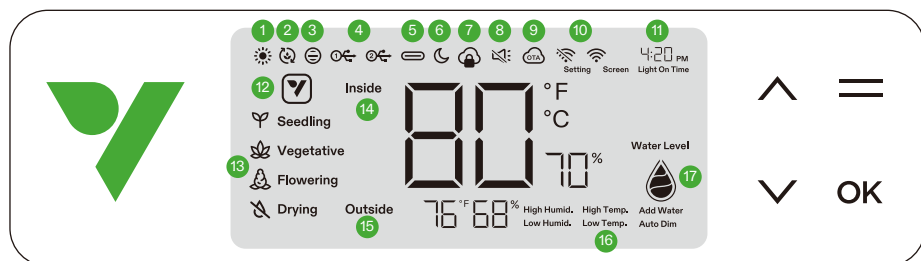 1 2 3 4 5 6 7 8 9 10 11
1 2 OTA 4:20 PM
Setting Screen Light On Time
12 Inside °F
14 80 °C
Seedling
Vegetative Water Level
13 70%
Flowering 17
Drying Outside 76°F 68% High Humid. High Temp. Add Water
15 Low Humid. Low Temp. Auto Dim
16
OK